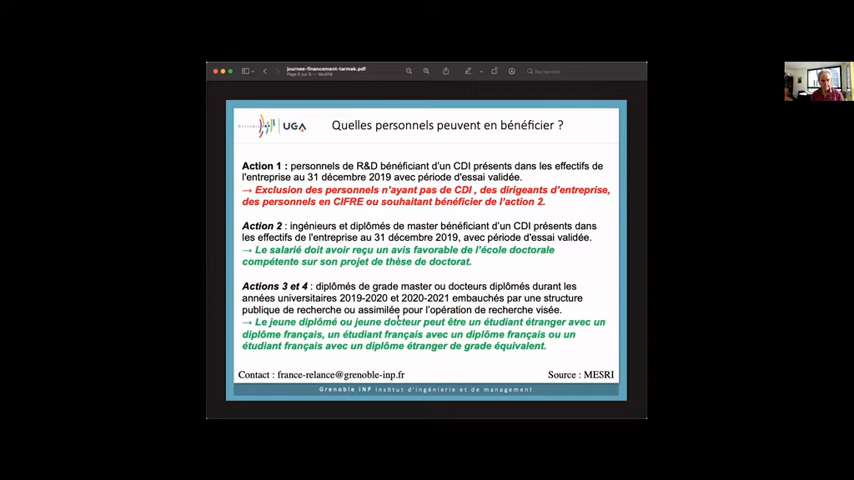 journee-financement-tarmak.pdf
Recherche
UGA
Quelles personnels peuvent en bénéficier ?
Action 1 : personnels de R&D bénéficiant d'un CDI présents dans les effectifs de
l'entreprise au 31 décembre 2019 avec période d'essai validée.
→ Exclusion des personnels n'ayant pas de CDI , des dirigeants d'entreprise,
des personnels en CIFRE ou souhaitant bénéficier de l'action 2.
Action 2 : ingénieurs et diplômés de master bénéficiant d'un CDI présents dans
les effectifs de l'entreprise au 31 décembre 2019, avec période d'essai validée.
→ Le salarié doit avoir reçu un avis favorable de l'école doctorale
compétente sur son projet de thèse de doctorat.
Actions 3 et 4 : diplômés de grade master ou docteurs diplômés durant les
années universitaires 2019-2020 et 2020-2021 embauchés par une structure
publique de recherche ou assimilée pour l'opération de recherche visée.
→ Le jeune diplômé ou jeune docteur peut être un étudiant étranger avec un
diplôme français, un étudiant français avec un diplôme français ou un
étudiant français avec un diplôme étranger de grade équivalent.
Contact : france-relance@grenoble-inp.fr
Source : MESRI
Grenoble INP Institut d'ingénierie et de management